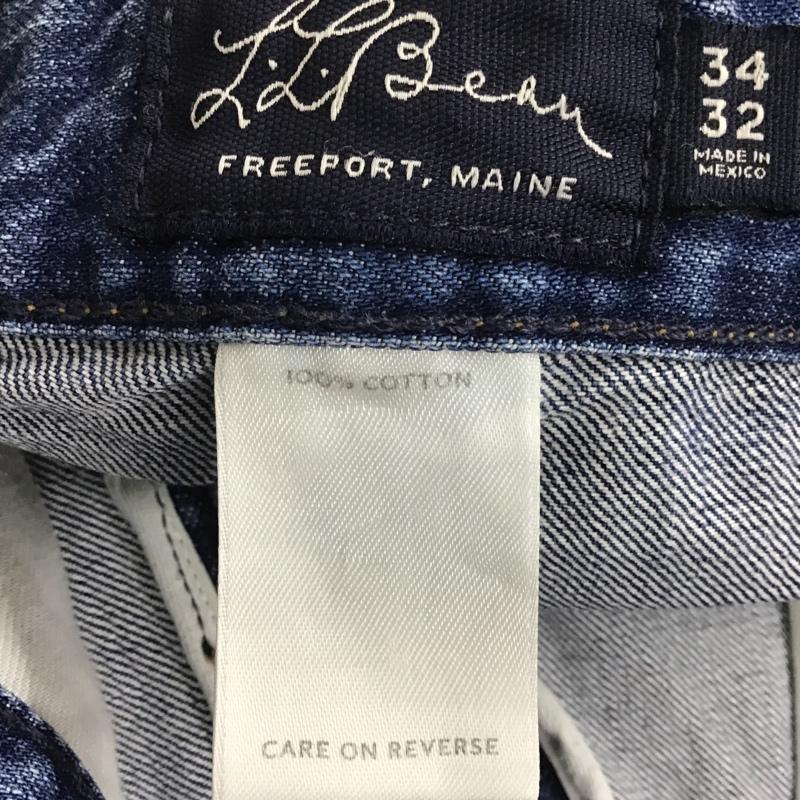 L.L.Bean
FREEPORT, MAINE
34
32
MADE IN
MEXICO
100% COTTON
CARE ON REVERSE